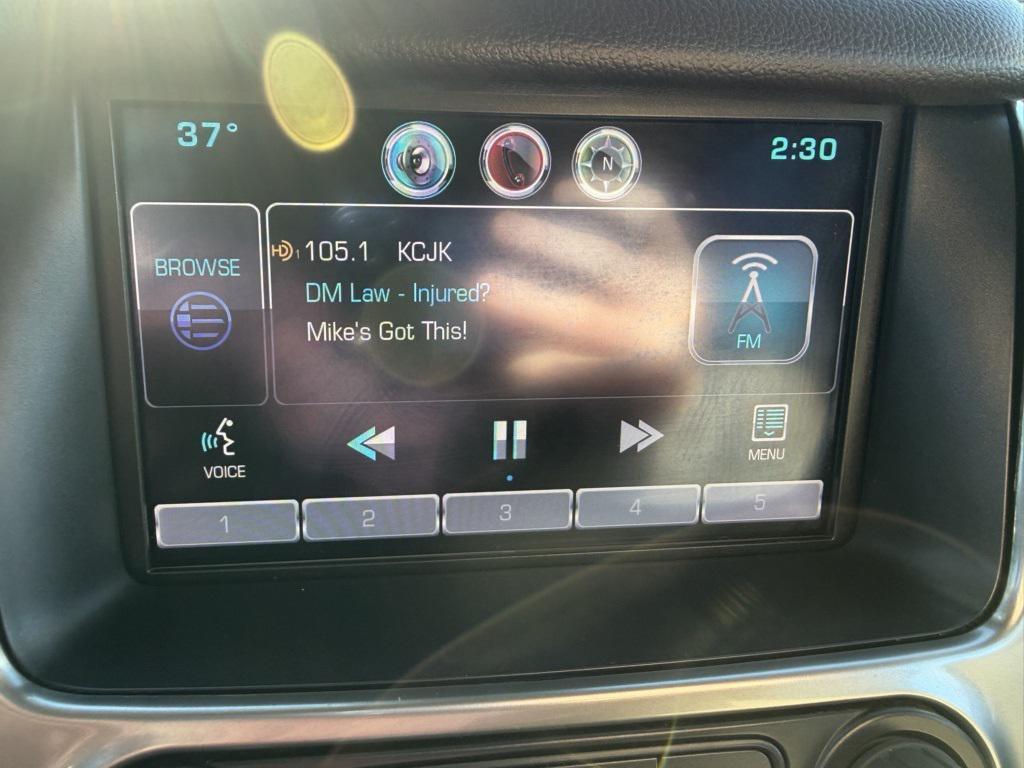 37°
N
2:30
BROWSE
HD1 105.1 KCJK
DM Law - Injured?
Mike's Got This!
FM
VOICE
MENU
1 2 3 4 5